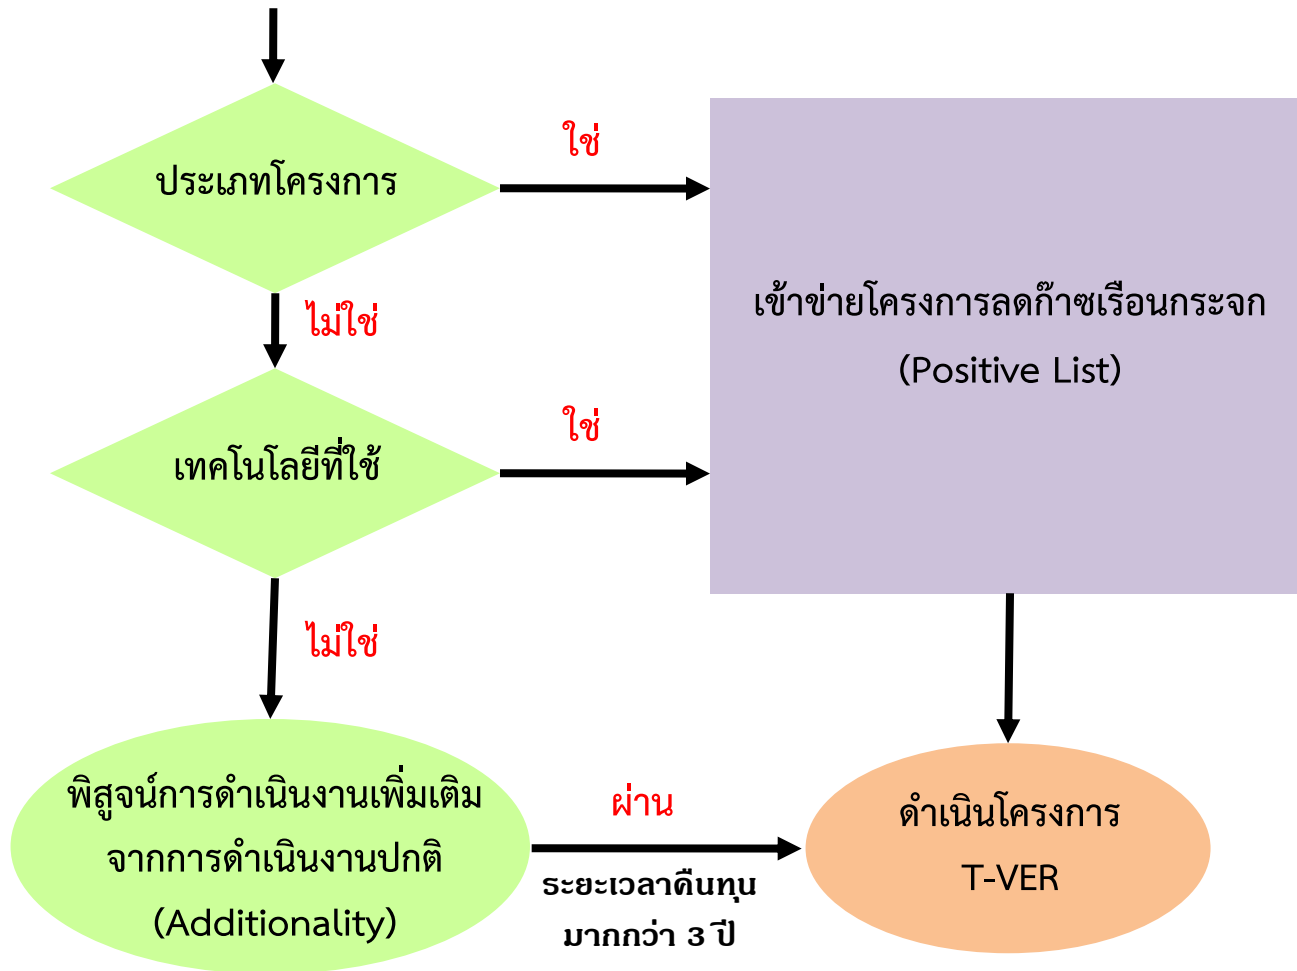 ประเภทโครงการ
ใช่
ไม่ใช่
เข้าข่ายโครงการลดก๊าซเรือนกระจก
(Positive List)
เทคโนโลยีที่ใช้
ใช่
ไม่ใช่
พิสูจน์การดำเนินงานเพิ่มเติม
จากการดำเนินงานปกติ
(Additionality)
ผ่าน
ระยะเวลาคืนทุน
มากกว่า 3 ปี
ดำเนินโครงการ
T-VER